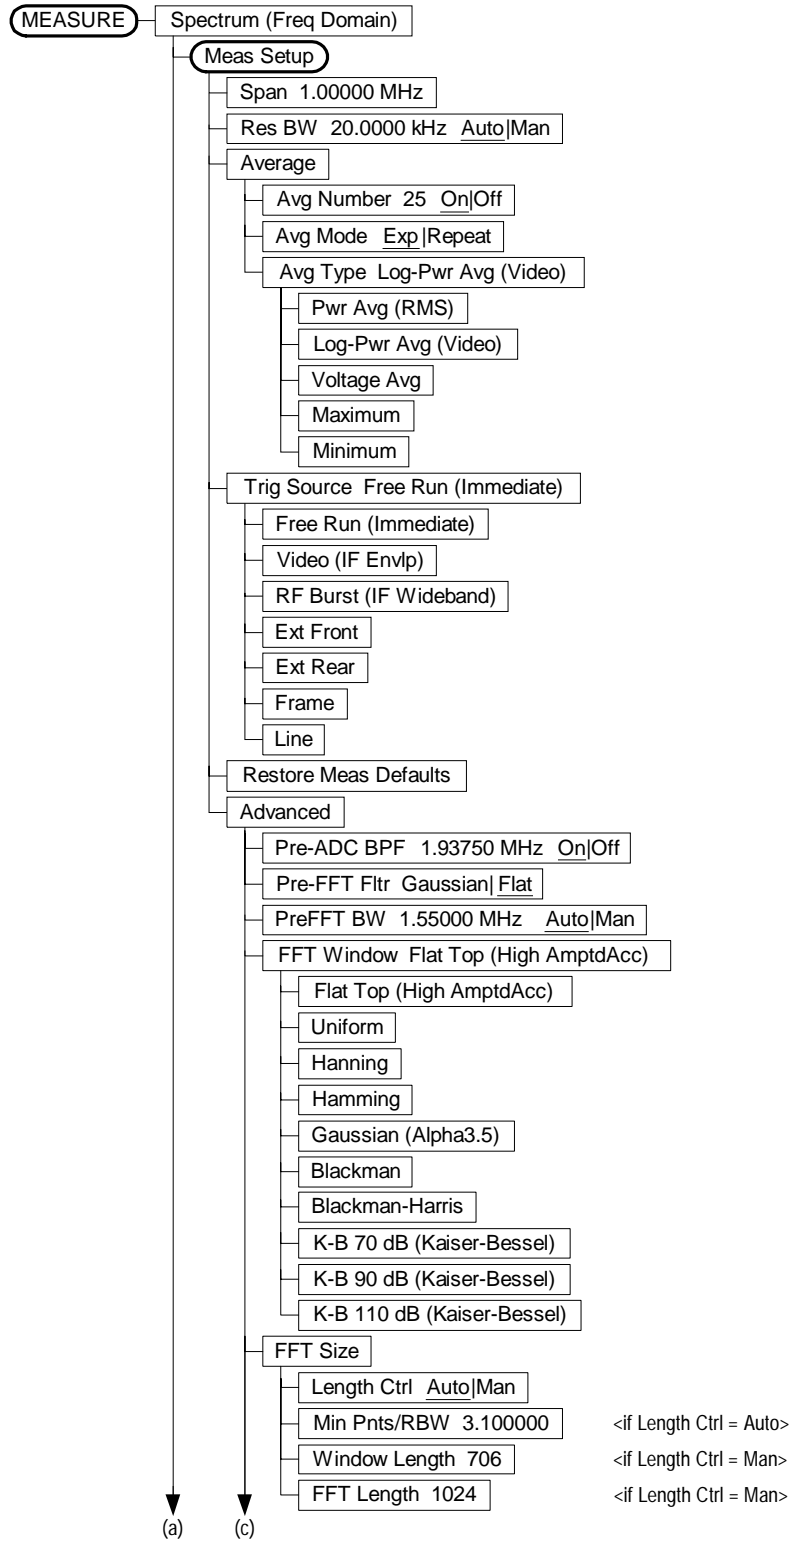 MEASURE Spectrum (Freq Domain)
Meas Setup
Span 1.00000 MHz
Res BW 20.0000 kHz Auto|Man
Average
Avg Number 25 On|Off
Avg Mode Exp|Repeat
Avg Type Log-Pwr Avg (Video)
Pwr Avg (RMS)
Log-Pwr Avg (Video)
Voltage Avg
Maximum
Minimum
Trig Source Free Run (Immediate)
Free Run (Immediate)
Video (IF Envlp)
RF Burst (IF Wideband)
Ext Front
Ext Rear
Frame
Line
Restore Meas Defaults
Advanced
Pre-ADC BPF 1.93750 MHz On|Off
Pre-FFT Fltr Gaussian| Flat
PreFFT BW 1.55000 MHz Auto|Man
FFT Window Flat Top (High AmptdAcc)
Flat Top (High AmptdAcc)
Uniform
Hanning
Hamming
Gaussian (Alpha3.5)
Blackman
Blackman-Harris
K-B 70 dB (Kaiser-Bessel)
K-B 90 dB (Kaiser-Bessel)
K-B 110 dB (Kaiser-Bessel)
FFT Size
Length Ctrl Auto|Man
Min Pnts/RBW 3.100000 <if Length Ctrl = Auto>
Window Length 706 <if Length Ctrl = Man>
FFT Length 1024 <if Length Ctrl = Man>
(a) (c)